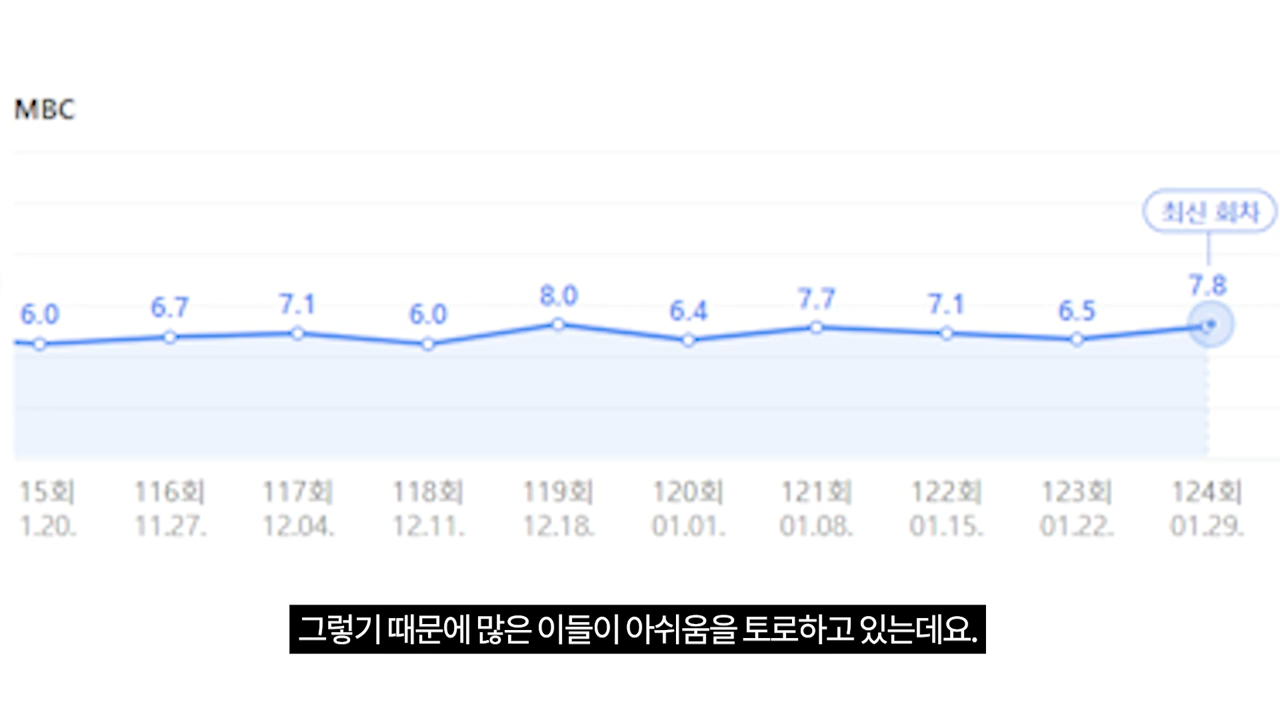 MBC
최신 회차
6.0 6.7 7.1 6.0 8.0 6.4 7.7 7.1 6.5 7.8
15회 116회 117회 118회 119회 120회 121회 122회 123회 124회
1.20. 11.27. 12.04. 12.11. 12.18. 01.01. 01.08. 01.15. 01.22. 01.29.
그렇기 때문에 많은 이들이 아쉬움을 토로하고 있는데요.